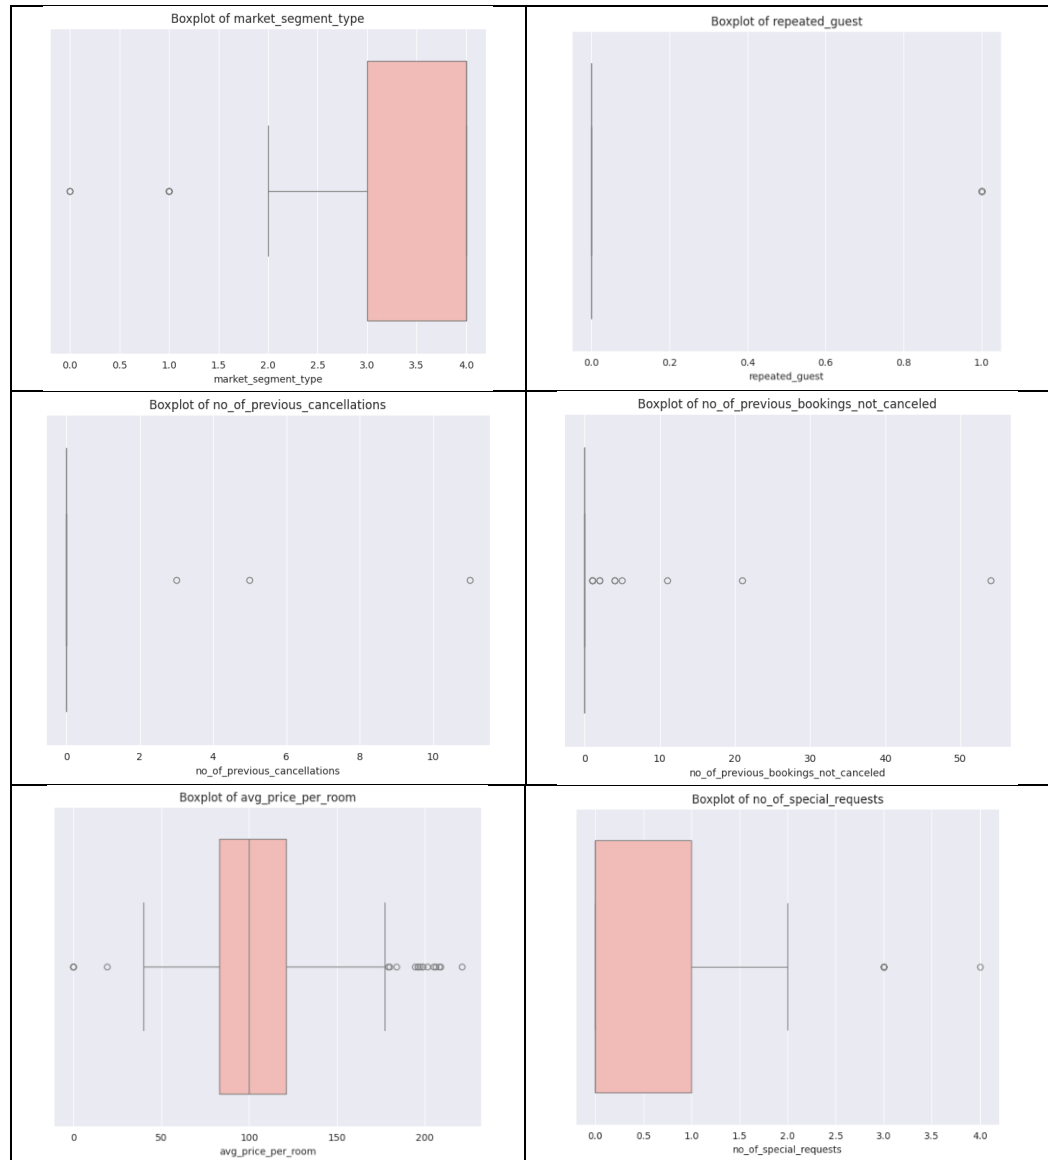 Boxplot of market_segment_type
0.0 0.5 1.0 1.5 2.0 2.5 3.0 3.5 4.0
market_segment_type
Boxplot of repeated_guest
0.0 0.2 0.4 0.6 0.8 1.0
repeated_guest
Boxplot of no_of_previous_cancellations
0 2 4 6 8 10
no_of_previous_cancellations
Boxplot of no_of_previous_bookings_not_canceled
0 10 20 30 40 50
no_of_previous_bookings_not_canceled
Boxplot of avg_price_per_room
0 50 100 150 200
avg_price_per_room
Boxplot of no_of_special_requests
0.0 0.5 1.0 1.5 2.0 2.5 3.0 3.5 4.0
no_of_special_requests